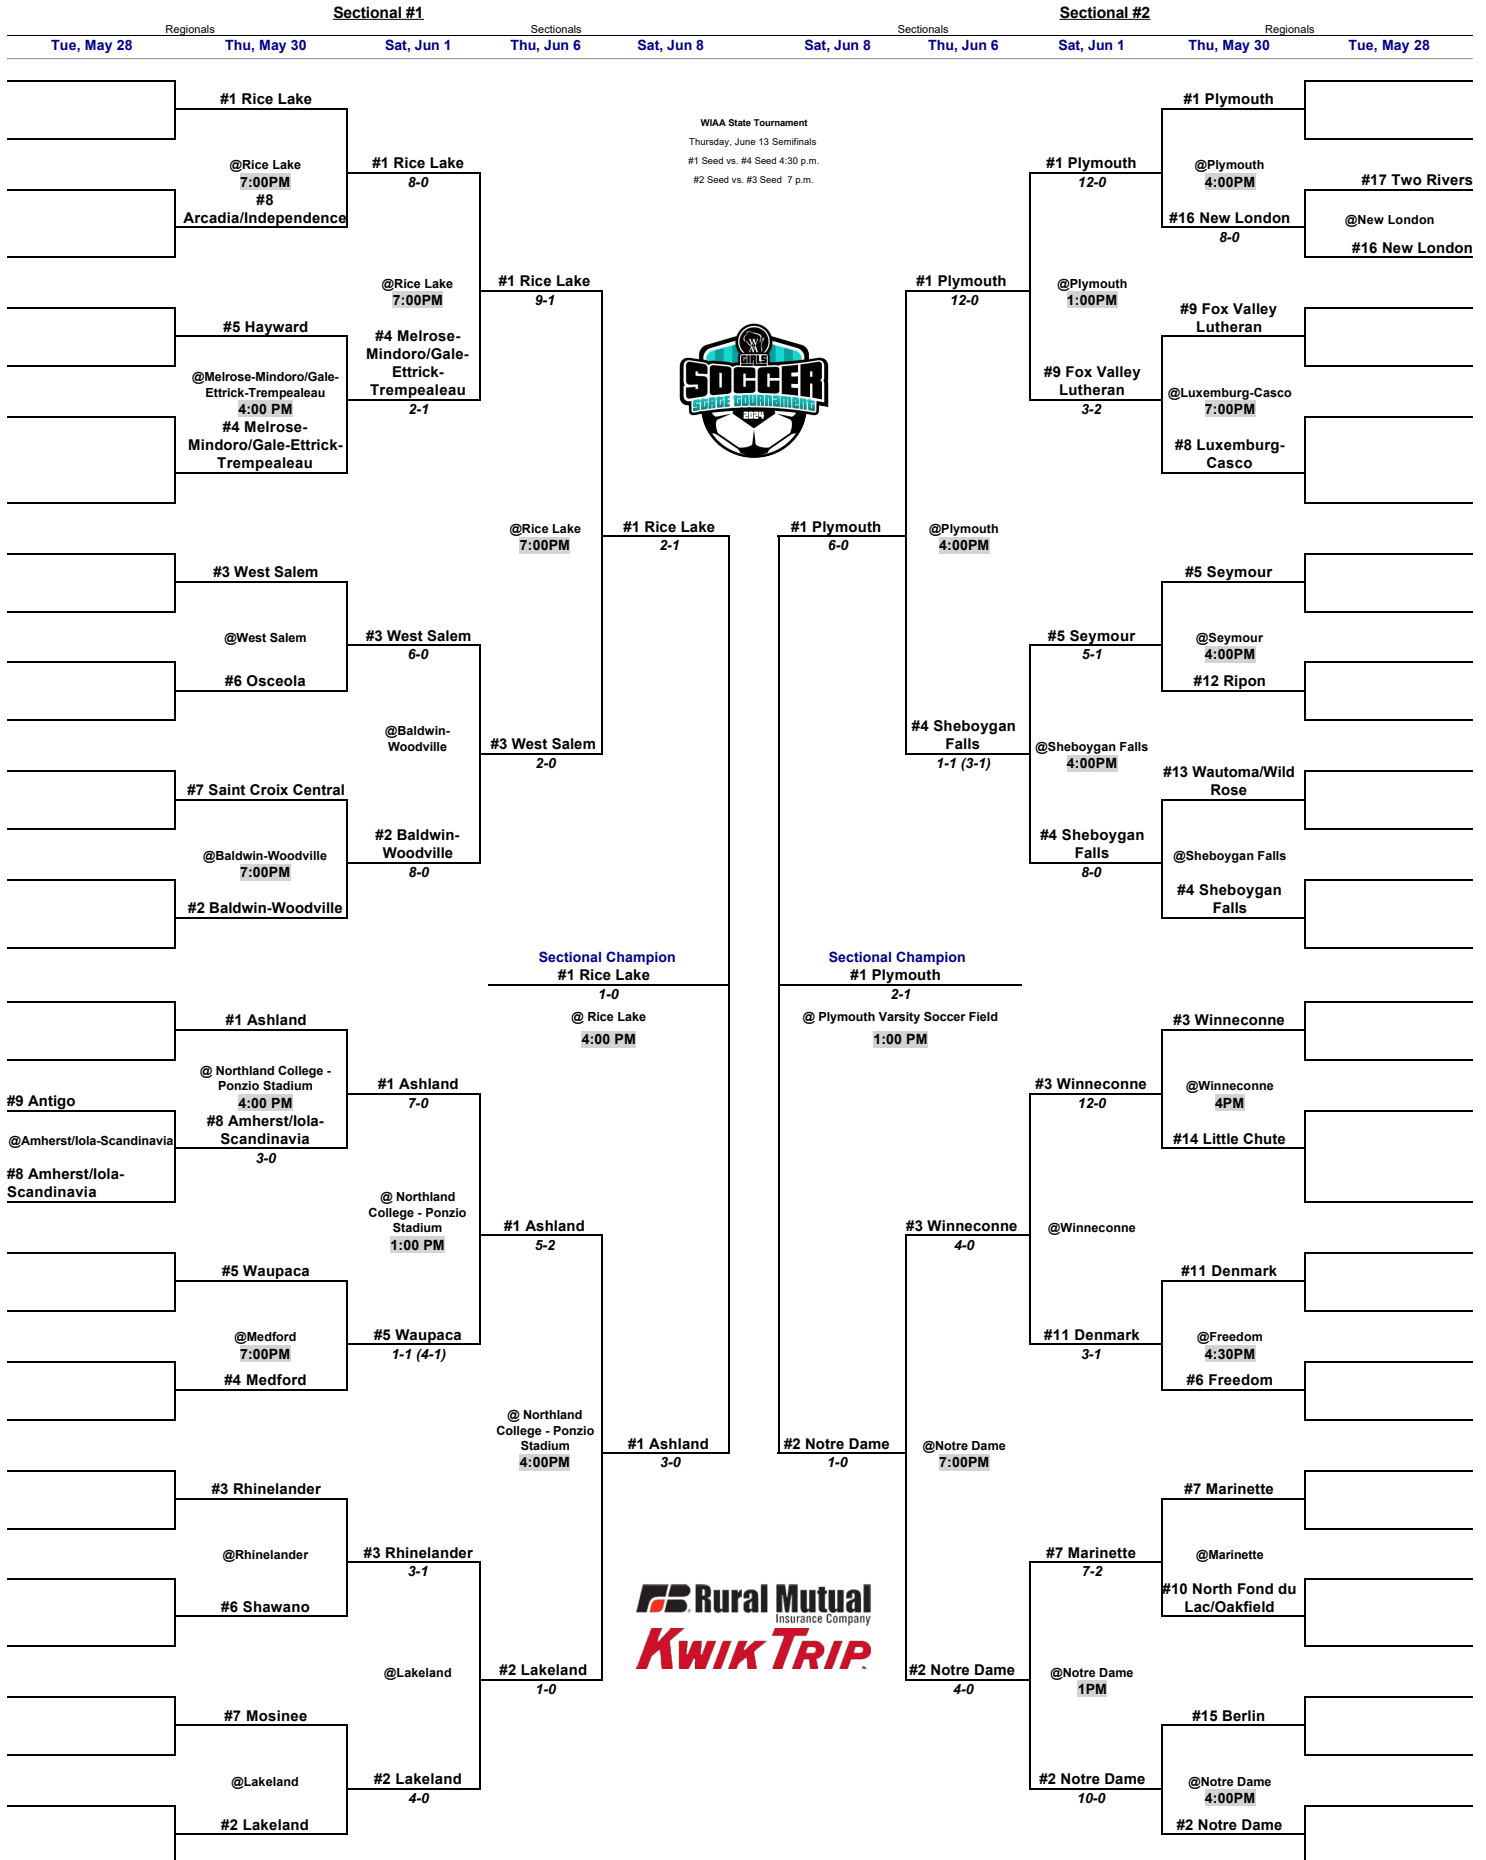 Sectional #1
Sectional #2
Regionals
Sectionals
Sectionals
Regionals
Tue, May 28
Thu, May 30
Sat, Jun 1
Thu, Jun 6
Sat, Jun 8
Sat, Jun 8
Thu, Jun 6
Sat, Jun 1
Thu, May 30
Tue, May 28
#1 Rice Lake
@Rice Lake
7:00PM
#8
Arcadia/Independence
#1 Rice Lake
8-0
@Rice Lake
7:00PM
#5 Hayward
@Melrose-Mindoro/Gale-
Ettrick-Trempealeau
4:00 PM
#4 Melrose-
Mindoro/Gale-Ettrick-
Trempealeau
#4 Melrose-
Mindoro/Gale-
Ettrick-
Trempealeau
2-1
#1 Rice Lake
9-1
@Rice Lake
7:00PM
#3 West Salem
@West Salem
#6 Osceola
#3 West Salem
6-0
@Baldwin-
Woodville
#7 Saint Croix Central
@Baldwin-Woodville
7:00PM
#2 Baldwin-Woodville
#2 Baldwin-
Woodville
8-0
#3 West Salem
2-0
#1 Rice Lake
2-1
Sectional Champion
#1 Rice Lake
1-0
@ Rice Lake
4:00 PM
#9 Antigo
@Amherst/Iola-Scandinavia
#8 Amherst/Iola-
Scandinavia
#1 Ashland
@ Northland College -
Ponzio Stadium
4:00 PM
#8 Amherst/Iola-
Scandinavia
3-0
#1 Ashland
7-0
@ Northland
College - Ponzio
Stadium
1:00 PM
#5 Waupaca
@Medford
7:00PM
#4 Medford
#5 Waupaca
1-1 (4-1)
#1 Ashland
5-2
@ Northland
College - Ponzio
Stadium
4:00PM
#1 Ashland
3-0
#3 Rhinelander
@Rhinelander
#6 Shawano
#3 Rhinelander
3-1
@Lakeland
#7 Mosinee
@Lakeland
#2 Lakeland
#2 Lakeland
4-0
#2 Lakeland
1-0
WIAA State Tournament
Thursday, June 13 Semifinals
#1 Seed vs. #4 Seed 4:30 p.m.
#2 Seed vs. #3 Seed 7 p.m.
GIRLS
SOCCER
STATE TOURNAMENT
2024
#1 Plymouth
@Plymouth
4:00PM
#16 New London
8-0
#17 Two Rivers
@New London
#16 New London
#1 Plymouth
12-0
@Plymouth
1:00PM
#9 Fox Valley
Lutheran
@Luxemburg-Casco
7:00PM
#8 Luxemburg-
Casco
#9 Fox Valley
Lutheran
3-2
#1 Plymouth
12-0
@Plymouth
4:00PM
#1 Plymouth
6-0
#5 Seymour
@Seymour
4:00PM
#12 Ripon
#5 Seymour
5-1
@Sheboygan Falls
4:00PM
#13 Wautoma/Wild
Rose
@Sheboygan Falls
#4 Sheboygan
Falls
#4 Sheboygan
Falls
8-0
#4 Sheboygan
Falls
1-1 (3-1)
Sectional Champion
#1 Plymouth
2-1
@ Plymouth Varsity Soccer Field
1:00 PM
#3 Winneconne
@Winneconne
4PM
#14 Little Chute
#3 Winneconne
12-0
@Winneconne
#11 Denmark
@Freedom
4:30PM
#6 Freedom
#11 Denmark
3-1
#3 Winneconne
4-0
@Notre Dame
7:00PM
#2 Notre Dame
1-0
#7 Marinette
@Marinette
#10 North Fond du
Lac/Oakfield
#7 Marinette
7-2
@Notre Dame
1PM
#15 Berlin
@Notre Dame
4:00PM
#2 Notre Dame
#2 Notre Dame
10-0
#2 Notre Dame
4-0
Rural Mutual
Insurance Company
KWIK TRIP